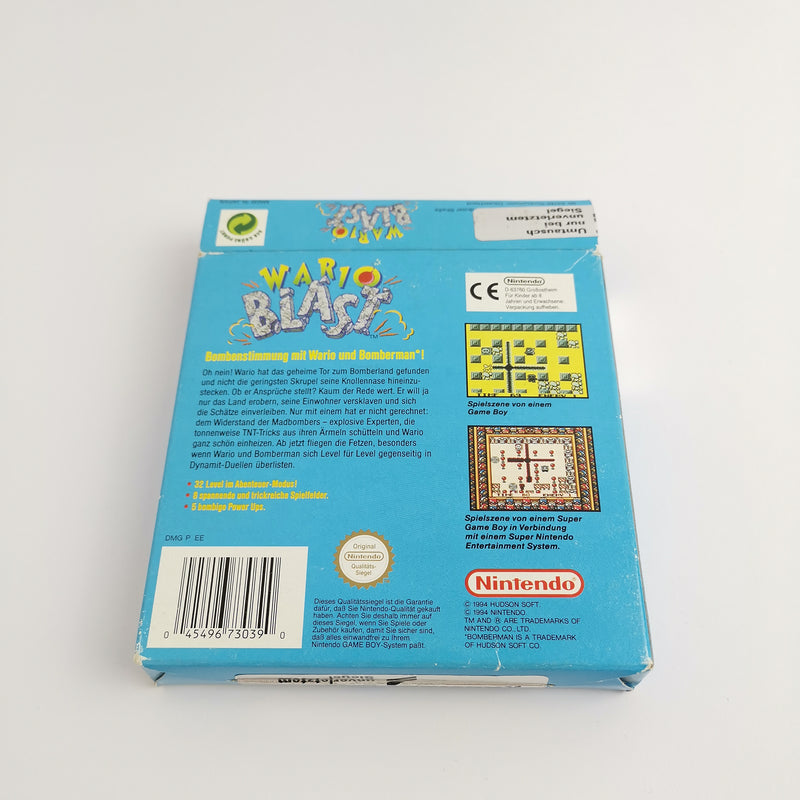 MADE IN JAPAN
DER GRÜNE PUNKT
WARIO
BLAST
Umtausch
nur bei
unverletztem
Siegel
WARIO
BLAST™
Bombenstimmung mit Wario und Bomberman*!
Oh nein! Wario hat das geheime Tor zum Bomberland gefunden
und nicht die geringsten Skrupel seine Knollennase hineinzu-
stecken. Ob er Ansprüche stellt? Kaum der Rede wert. Er will ja
nur das Land erobern, seine Einwohner versklaven und sich
die Schätze einverleiben. Nur mit einem hat er nicht gerechnet:
dem Widerstand der Madbombers – explosive Experten, die
tonnenweise TNT-Tricks aus ihren Ärmeln schütteln und Wario
ganz schön einheizen. Ab jetzt fliegen die Fetzen, besonders
wenn Wario und Bomberman sich Level für Level gegenseitig in
Dynamit-Duellen überlisten.
• 32 Level im Abenteuer-Modus!
• 8 spannende und trickreiche Spielfelder.
• 5 bombige Power Ups.
CE
Nintendo
D-63760 Großostheim
Für Kinder ab 6
Jahren und Erwachsene.
Verpackung aufheben.
Spielszene von einem
Game Boy
Spielszene von einem Super
Game Boy in Verbindung
mit einem Super Nintendo
Entertainment System.
DMG P EE
0 45496 73039 0
Original
Nintendo
Qualitäts-
Siegel
Dieses Qualitätssiegel ist die Garantie
dafür, daß Sie Nintendo-Qualität gekauft
haben. Achten Sie deshalb immer auf
dieses Siegel, wenn Sie Spiele oder
Zubehör kaufen, damit Sie sicher sind,
daß alles einwandfrei zu Ihrem
Nintendo GAME BOY-System paßt.
Nintendo®
© 1994 HUDSON SOFT.
© 1994 NINTENDO.
TM AND ® ARE TRADEMARKS OF
NINTENDO CO., LTD.
*BOMBERMAN IS A TRADEMARK
OF HUDSON SOFT CO.
unverletztem
Siegel